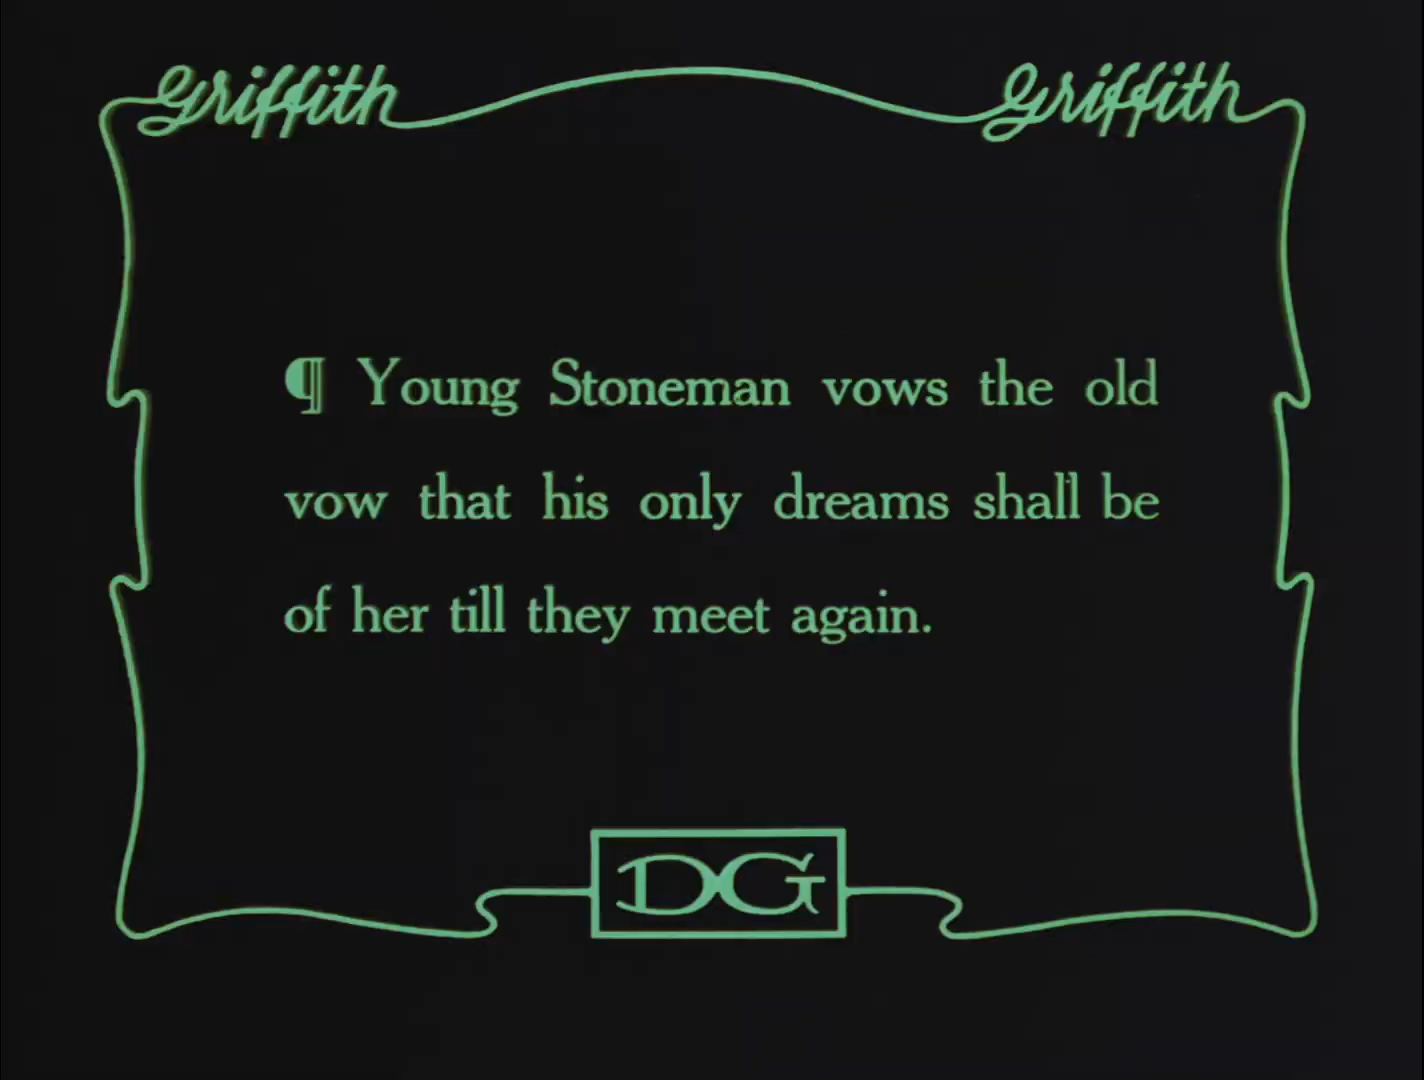 Griffith Griffith
¶ Young Stoneman vows the old
vow that his only dreams shall be
of her till they meet again.
DG